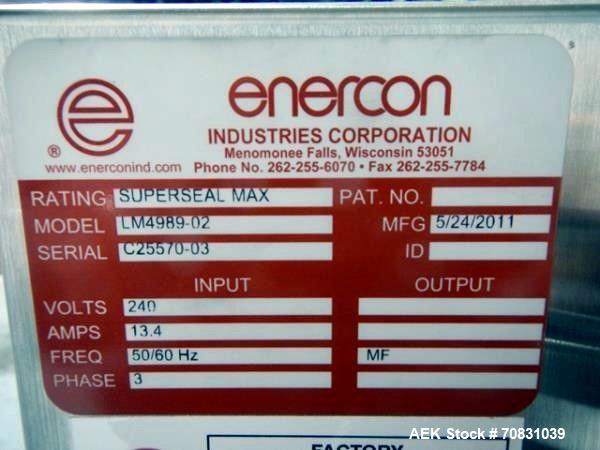 enercon
INDUSTRIES CORPORATION
Menomonee Falls, Wisconsin 53051
® www.enerconind.com Phone No. 262-255-6070 • Fax 262-255-7784
RATING SUPERSEAL MAX PAT. NO.
MODEL LM4989-02 MFG 5/24/2011
SERIAL C25570-03 ID
INPUT OUTPUT
VOLTS 240
AMPS 13.4
FREQ 50/60 Hz MF
PHASE 3
FACTORY
AEK Stock # 70831039